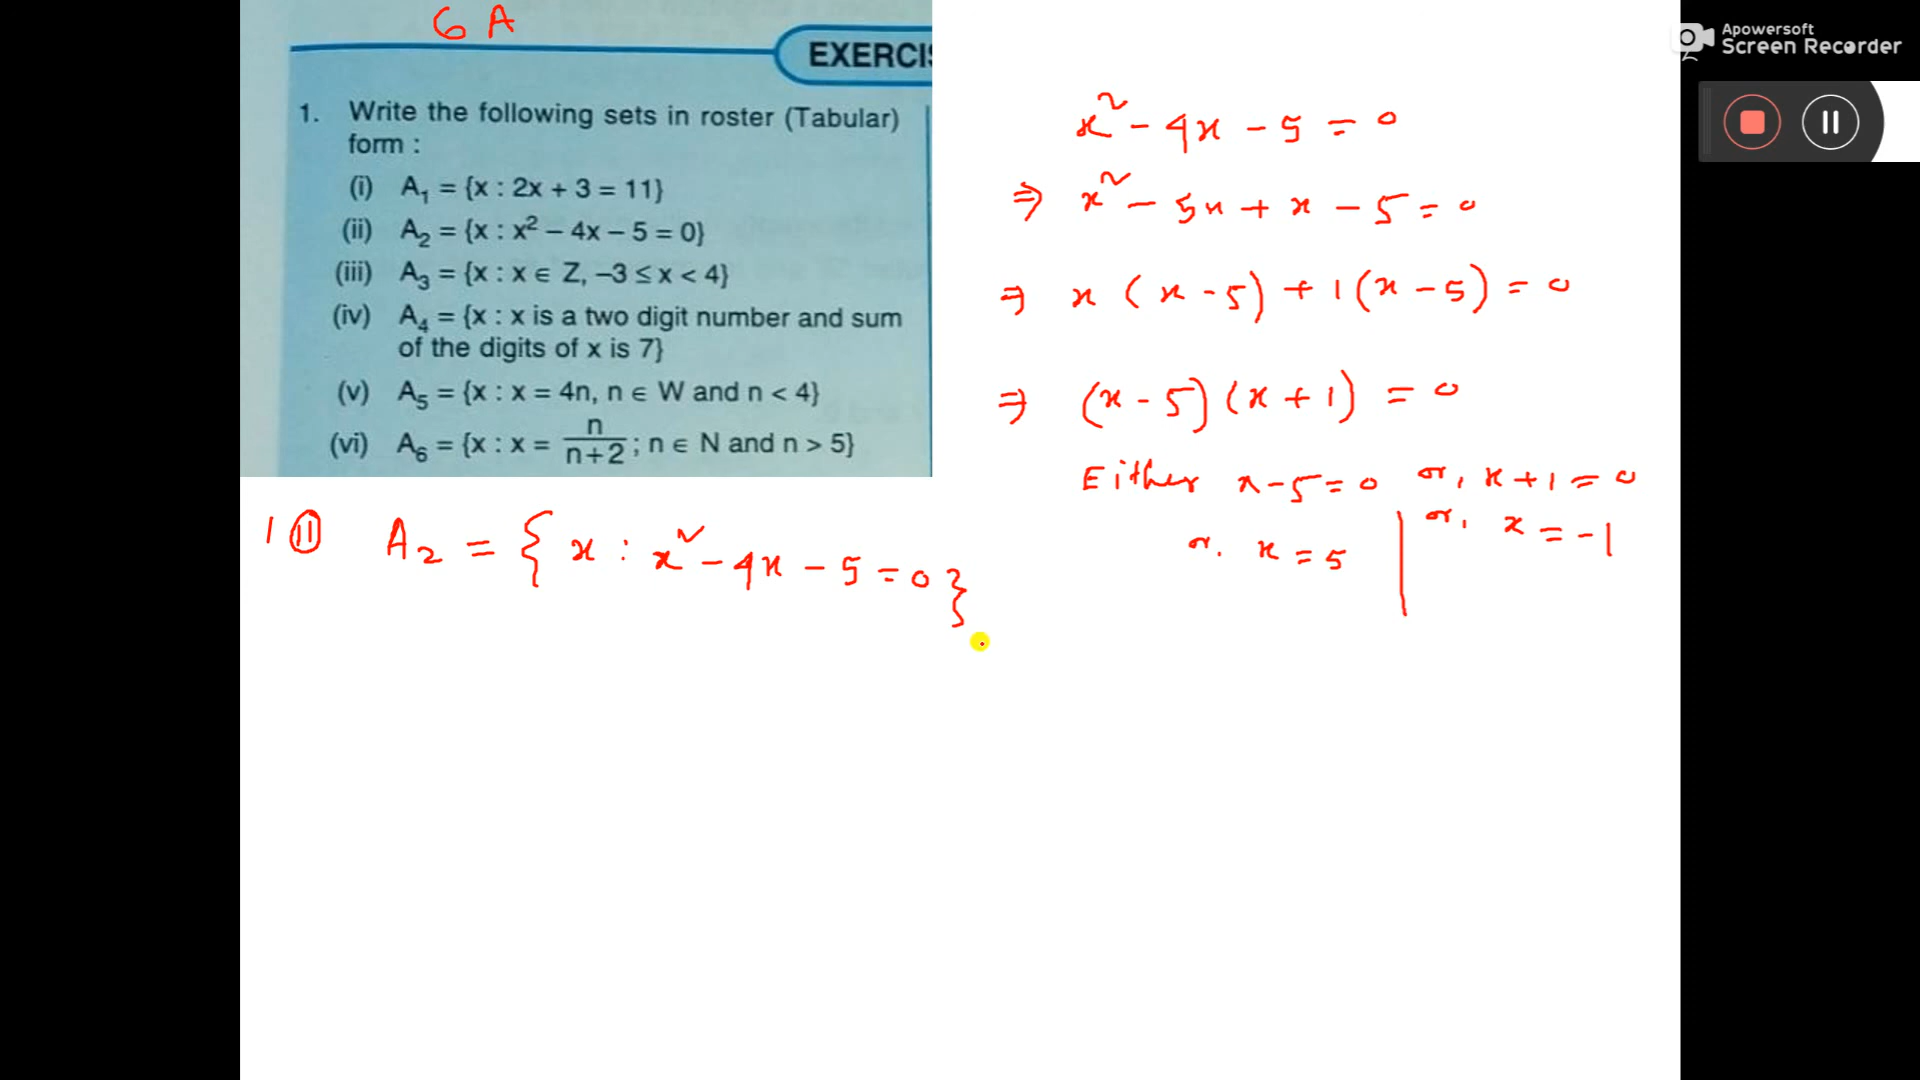 6 A
EXERCI
1. Write the following sets in roster (Tabular)
form :
(i) A₁ = {x : 2x + 3 = 11}
(ii) A₂ = {x : x² – 4x – 5 = 0}
(iii) A₃ = {x : x ∈ Z, –3 ≤ x < 4}
(iv) A₄ = {x : x is a two digit number and sum
of the digits of x is 7}
(v) A₅ = {x : x = 4n, n ∈ W and n < 4}
(vi) A₆ = {x : x = n/n+2 ; n ∈ N and n > 5}
1 (ii) A₂ = { x : x² – 4x – 5 = 0 }
x² – 4x – 5 = 0
⇒ x² – 5x + x – 5 = 0
⇒ x ( x – 5) + 1 (x – 5) = 0
⇒ (x – 5) (x + 1) = 0
Either x – 5 = 0 or, x + 1 = 0
or, x = 5 | or, x = –1
Apowersoft
Screen Recorder